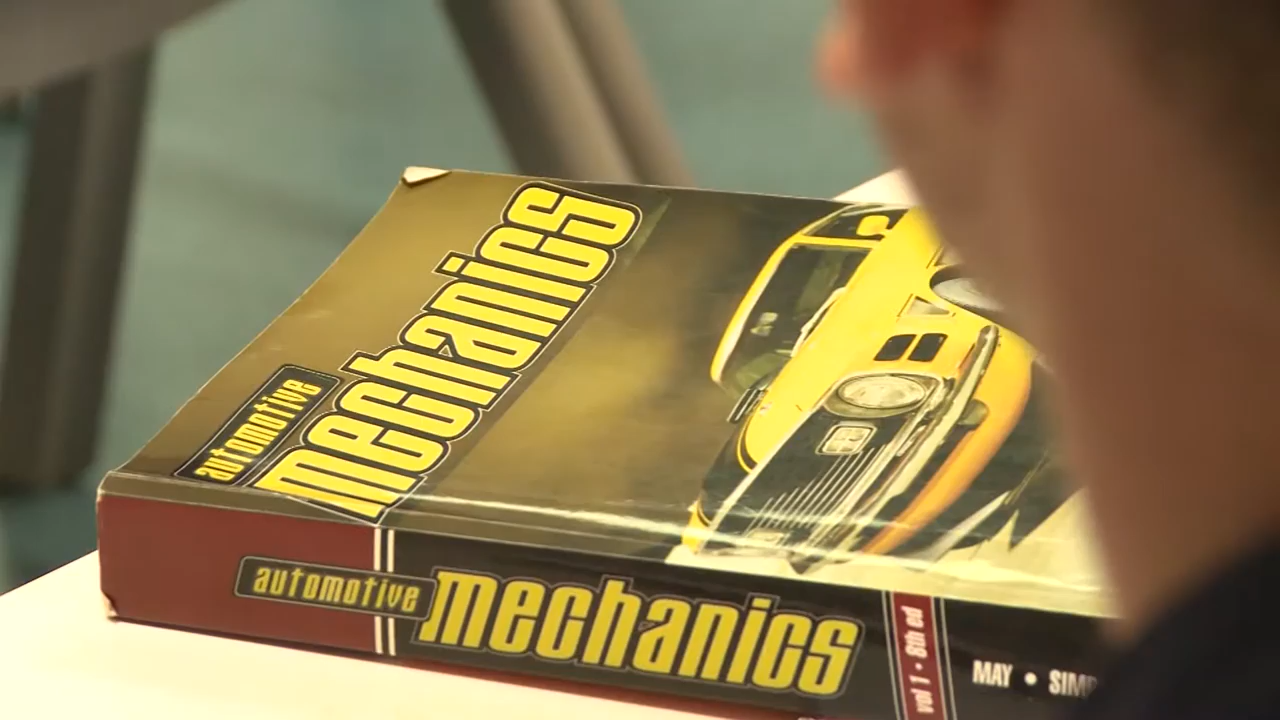 automotive
mechanics
automotive mechanics
vol 1 • 8th ed
MAY • SIMP